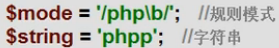 $mode = '/php\b/';  //规则模式
$string = 'phpp';  //字符串